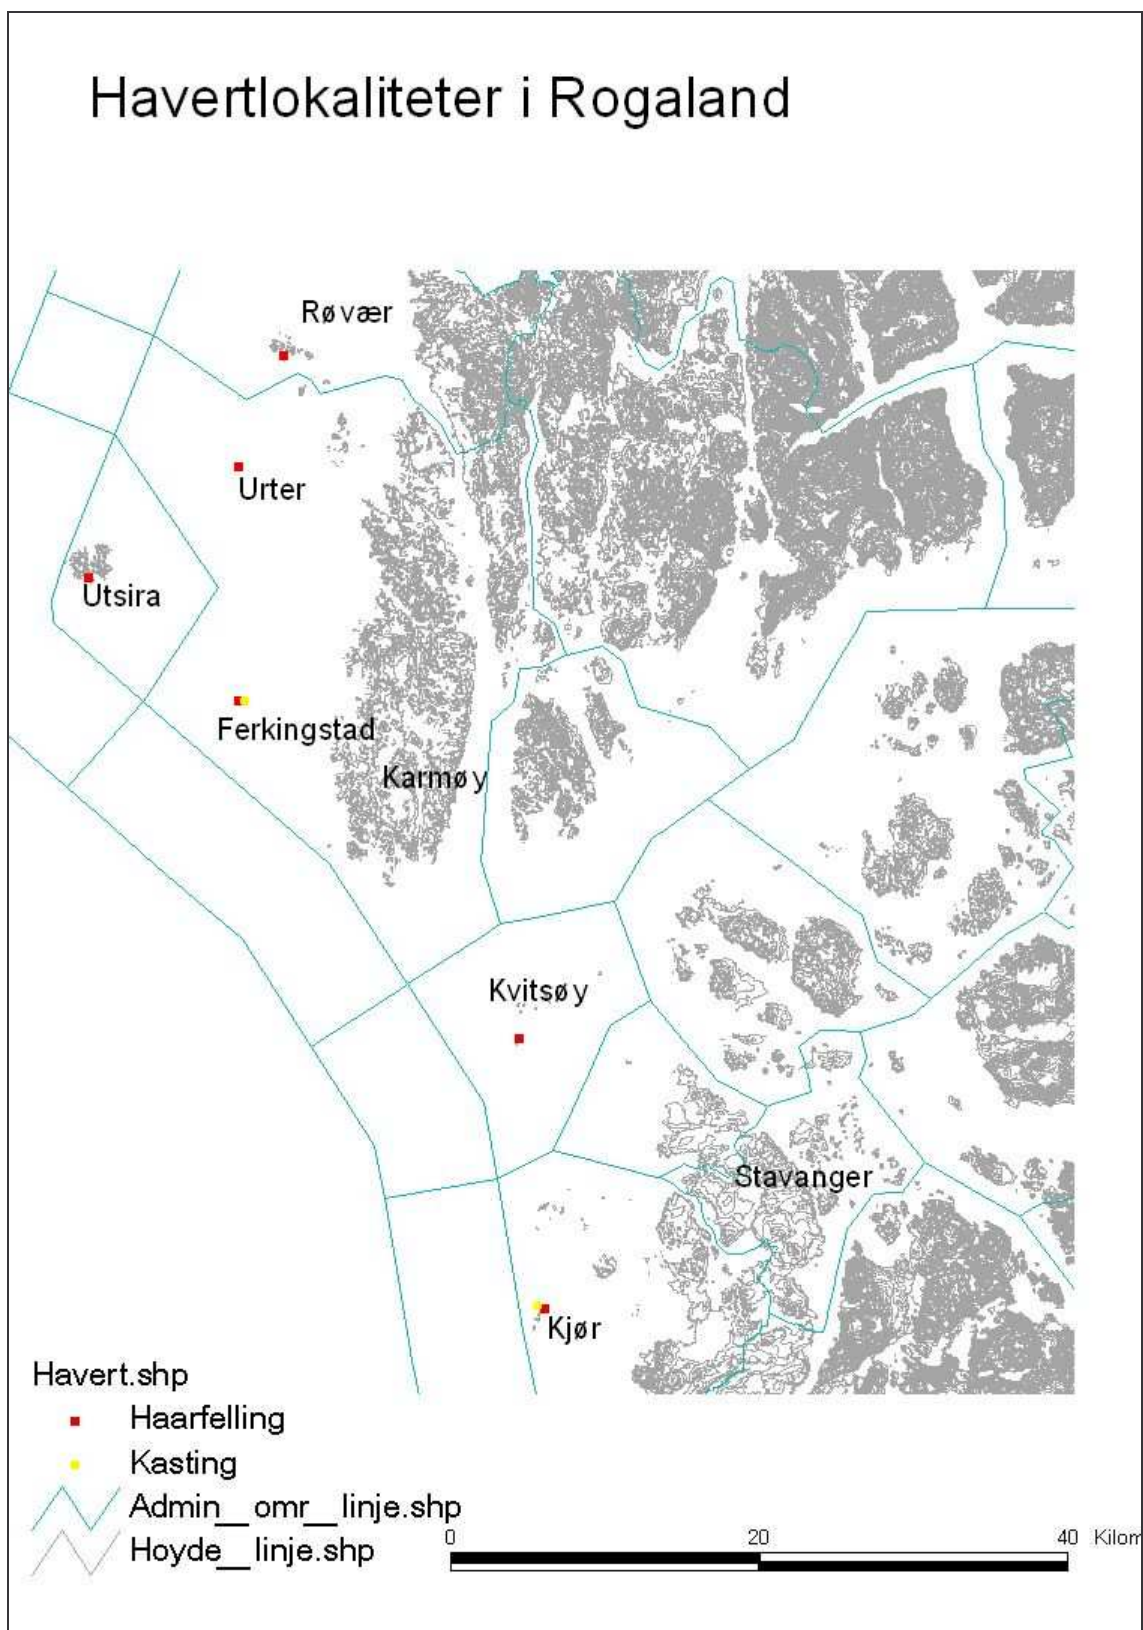 Havertlokaliteter i Rogaland
Røvær
Urter
Utsira
Ferkingstad
Karmøy
Kvitsøy
Stavanger
Kjør
Havert.shp
Haarfelling
Kasting
Admin__omr__linje.shp
Hoyde__linje.shp
0 20 40 Kilom